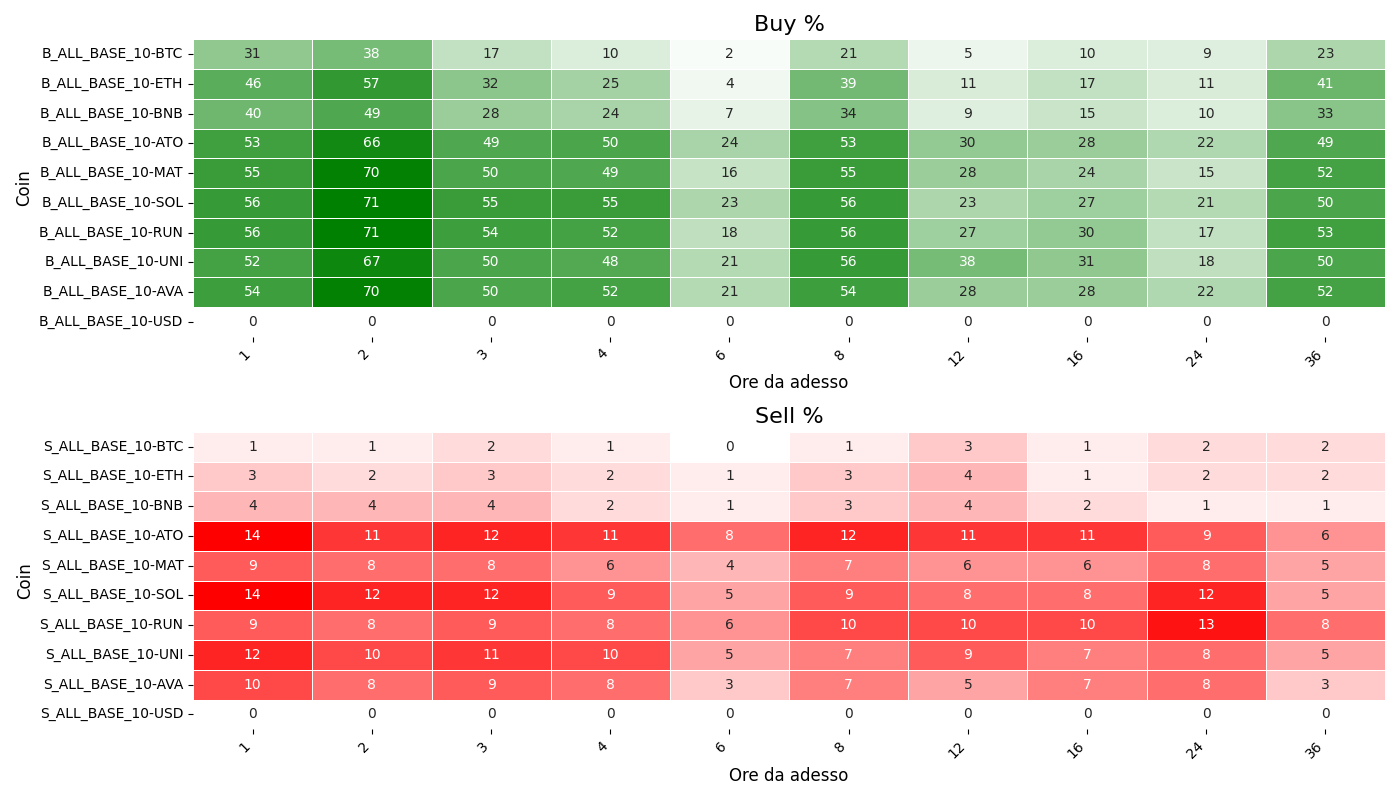 Buy %
Coin
B_ALL_BASE_10-BTC 31 38 17 10 2 21 5 10 9 23
B_ALL_BASE_10-ETH 46 57 32 25 4 39 11 17 11 41
B_ALL_BASE_10-BNB 40 49 28 24 7 34 9 15 10 33
B_ALL_BASE_10-ATO 53 66 49 50 24 53 30 28 22 49
B_ALL_BASE_10-MAT 55 70 50 49 16 55 28 24 15 52
B_ALL_BASE_10-SOL 56 71 55 55 23 56 23 27 21 50
B_ALL_BASE_10-RUN 56 71 54 52 18 56 27 30 17 53
B_ALL_BASE_10-UNI 52 67 50 48 21 56 38 31 18 50
B_ALL_BASE_10-AVA 54 70 50 52 21 54 28 28 22 52
B_ALL_BASE_10-USD 0 0 0 0 0 0 0 0 0 0
1 2 3 4 6 8 12 16 24 36
Ore da adesso
Sell %
Coin
S_ALL_BASE_10-BTC 1 1 2 1 0 1 3 1 2 2
S_ALL_BASE_10-ETH 3 2 3 2 1 3 4 1 2 2
S_ALL_BASE_10-BNB 4 4 4 2 1 3 4 2 1 1
S_ALL_BASE_10-ATO 14 11 12 11 8 12 11 11 9 6
S_ALL_BASE_10-MAT 9 8 8 6 4 7 6 6 8 5
S_ALL_BASE_10-SOL 14 12 12 9 5 9 8 8 12 5
S_ALL_BASE_10-RUN 9 8 9 8 6 10 10 10 13 8
S_ALL_BASE_10-UNI 12 10 11 10 5 7 9 7 8 5
S_ALL_BASE_10-AVA 10 8 9 8 3 7 5 7 8 3
S_ALL_BASE_10-USD 0 0 0 0 0 0 0 0 0 0
1 2 3 4 6 8 12 16 24 36
Ore da adesso